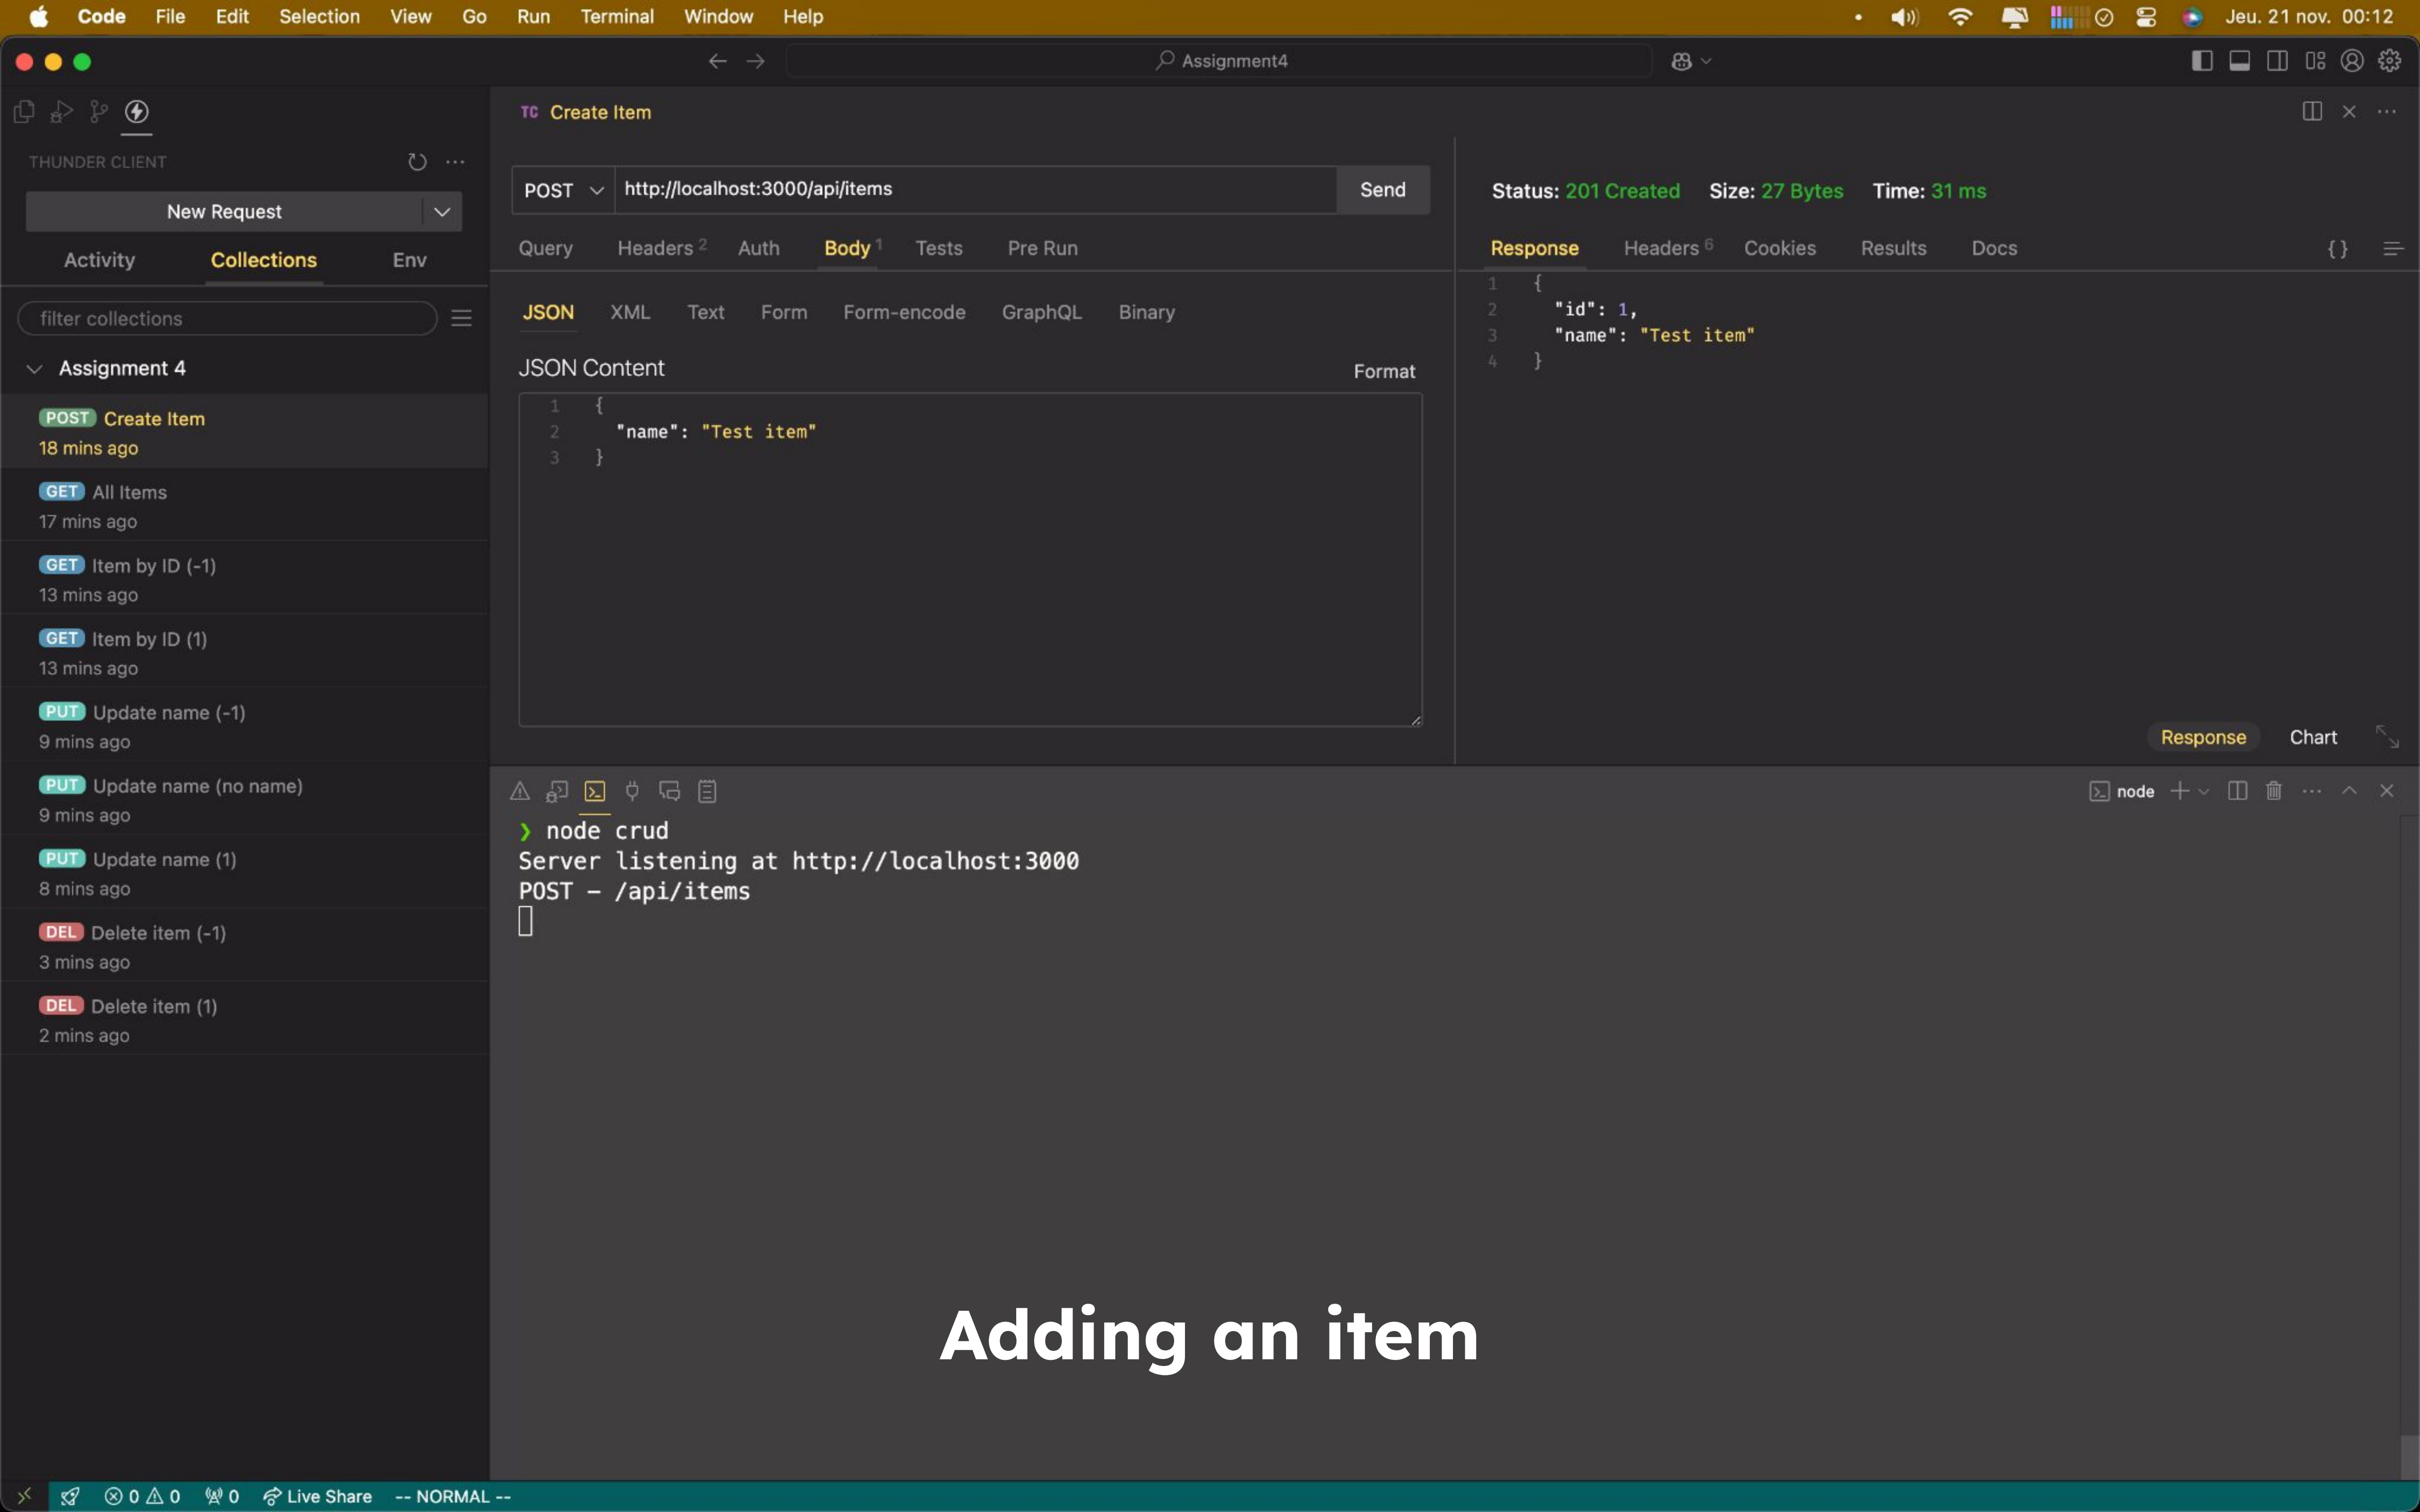 Code File Edit Selection View Go Run Terminal Window Help
Jeu. 21 nov. 00:12
Assignment4
THUNDER CLIENT
New Request
Activity Collections Env
filter collections
Assignment 4
POST Create Item
18 mins ago
GET All Items
17 mins ago
GET Item by ID (-1)
13 mins ago
GET Item by ID (1)
13 mins ago
PUT Update name (-1)
9 mins ago
PUT Update name (no name)
9 mins ago
PUT Update name (1)
8 mins ago
DEL Delete item (-1)
3 mins ago
DEL Delete item (1)
2 mins ago
TC Create Item
POST http://localhost:3000/api/items Send
Query Headers 2 Auth Body 1 Tests Pre Run
JSON XML Text Form Form-encode GraphQL Binary
JSON Content Format
1 {
2 "name": "Test item"
3 }
Status: 201 Created Size: 27 Bytes Time: 31 ms
Response Headers 6 Cookies Results Docs {}
1 {
2 "id": 1,
3 "name": "Test item"
4 }
Response Chart
node
❯ node crud
Server listening at http://localhost:3000
POST – /api/items
Adding an item
0 0 0 Live Share -- NORMAL --